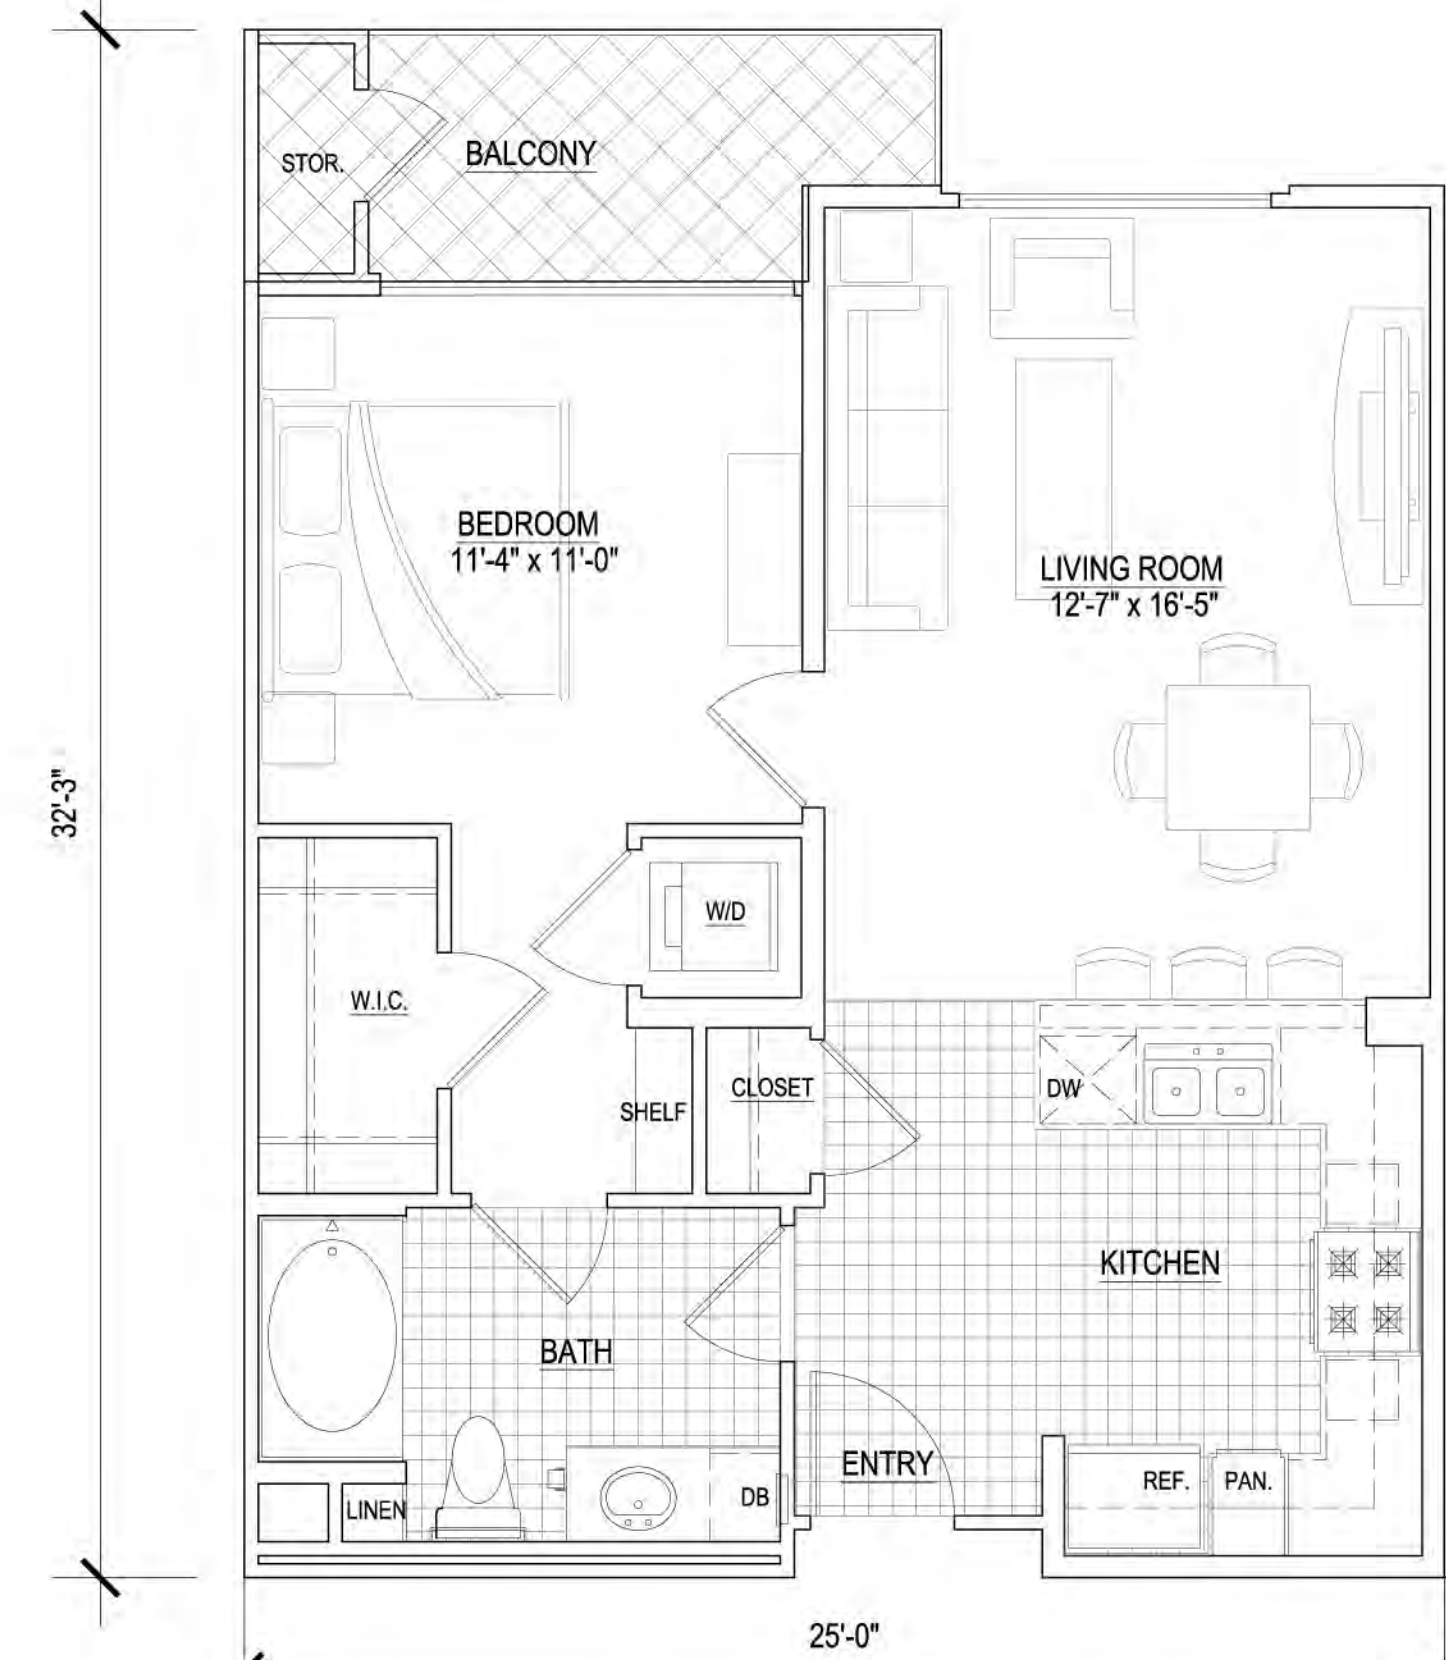 STOR.
BALCONY
BEDROOM
11'-4" x 11'-0"
LIVING ROOM
12'-7" x 16'-5"
32'-3"
W/D
W.I.C.
CLOSET
DW
SHELF
KITCHEN
BATH
ENTRY
REF.
PAN.
DB
LINEN
25'-0"